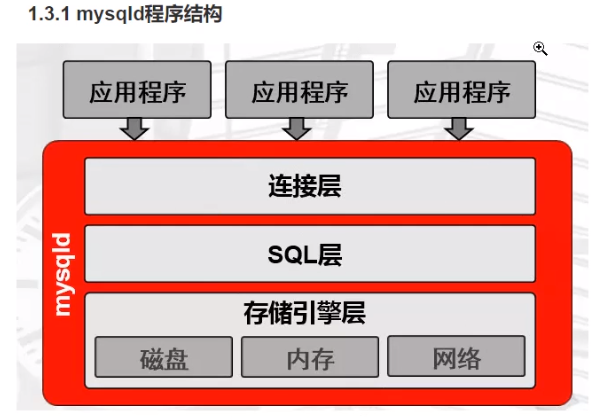 1.3.1 mysqld程序结构
应用程序 应用程序 应用程序
mysqld
连接层
SQL层
存储引擎层
磁盘 内存 网络